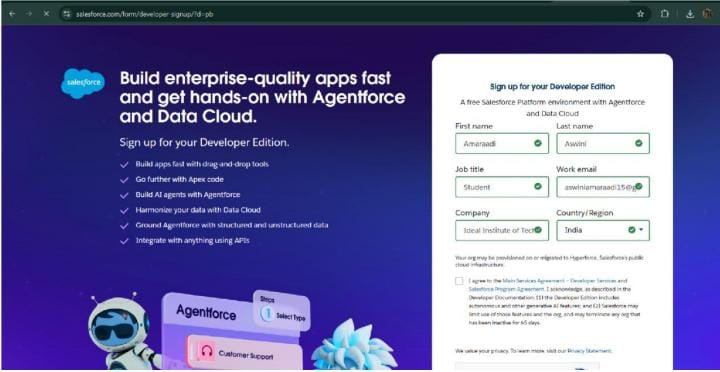 salesforce.com/form/developer-signup/?d=pb
salesforce
Build enterprise-quality apps fast
and get hands-on with Agentforce
and Data Cloud.
Sign up for your Developer Edition.
Build apps fast with drag-and-drop tools
Go further with Apex code
Build AI agents with Agentforce
Harmonize your data with Data Cloud
Ground Agentforce with structured and unstructured data
Integrate with anything using APIs
Agentforce
Steps
Select Type
Customer Support
Sign up for your Developer Edition
A free Salesforce Platform environment with Agentforce
and Data Cloud
First name Last name
Amaraadi Aswini
Job title Work email
Student aswiniamaraadi15@g
Company Country/Region
Ideal Institute of Tech India
Your org may be provisioned on or migrated to Hyperforce, Salesforce's public
cloud infrastructure.
I agree to the Main Services Agreement – Developer Services and
Salesforce Program Agreement. I acknowledge, as described in the
Developer Documentation: (1) the Developer Edition includes
autonomous and other generative AI features; and (2) Salesforce may
limit use of those features and the org, and may terminate any org that
has been inactive for 45 days.
We value your privacy. To learn more, visit our Privacy Statement.